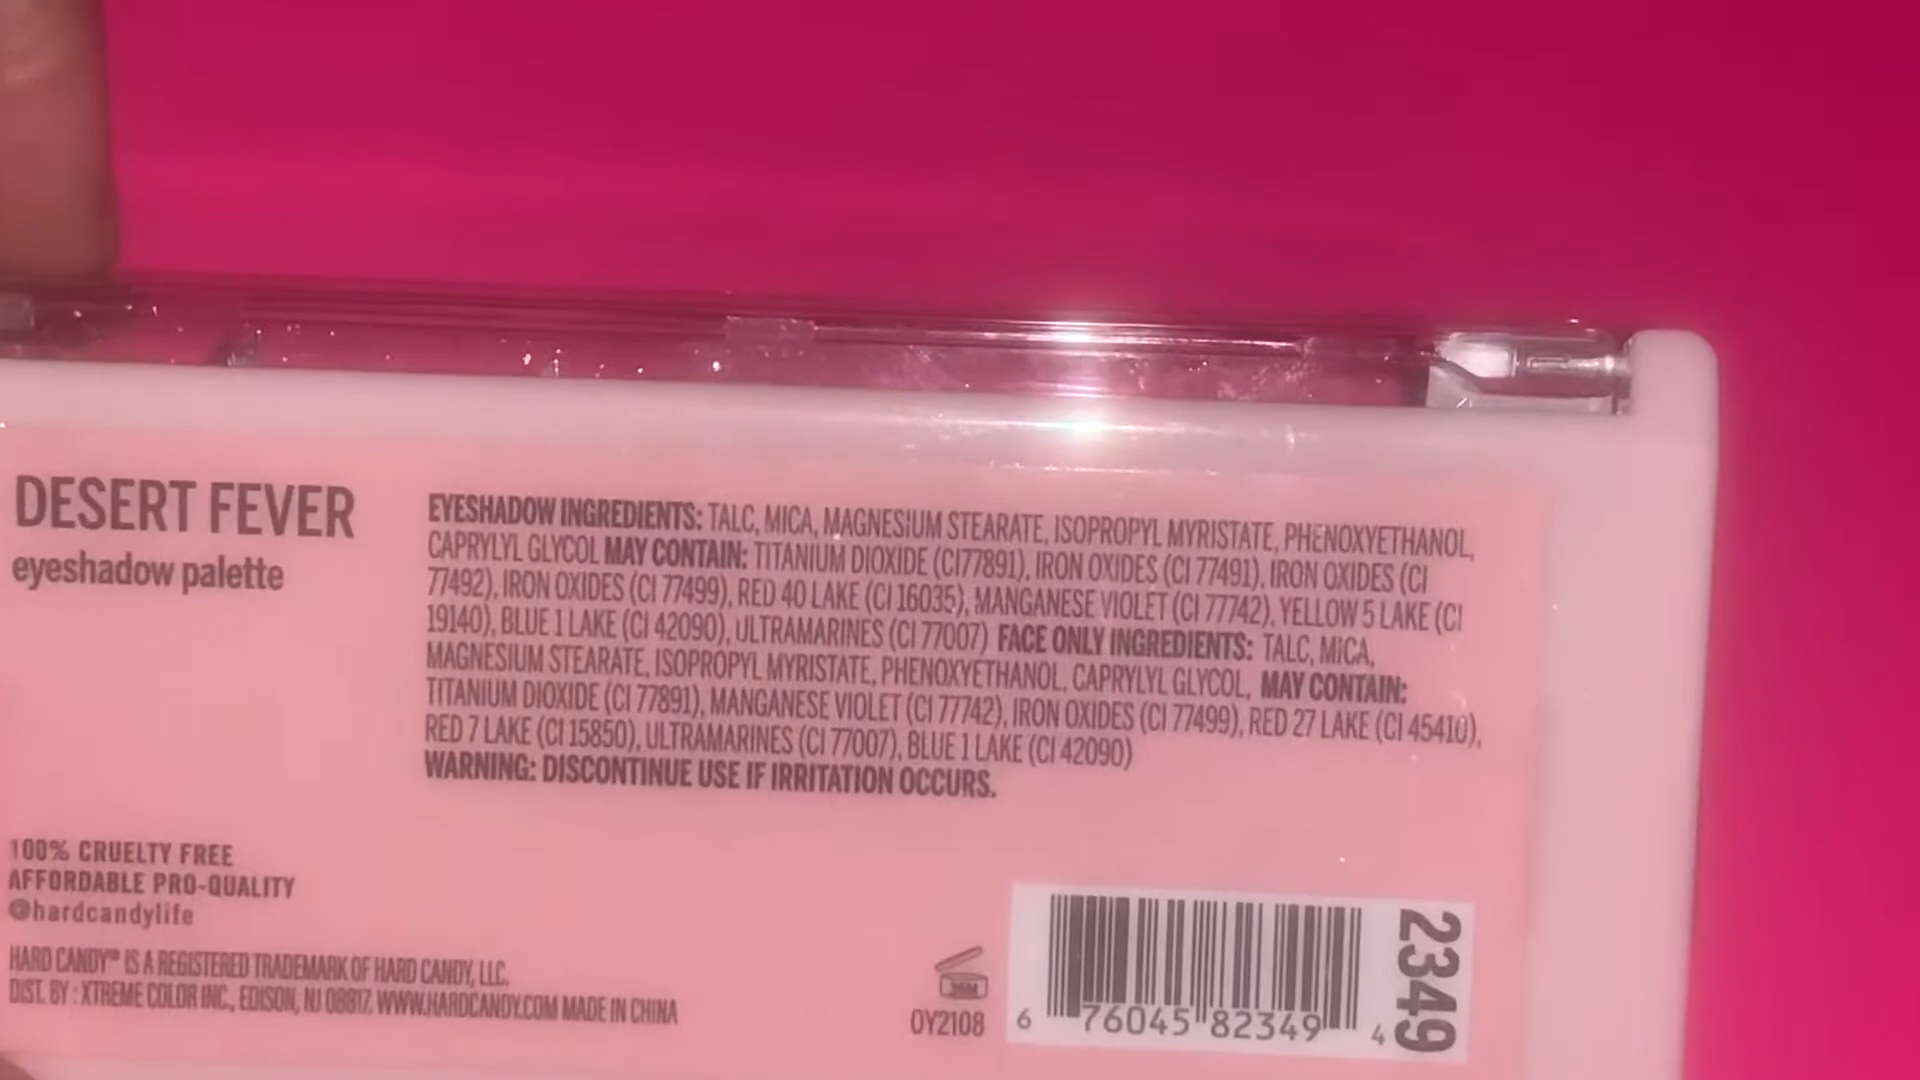 DESERT FEVER
eyeshadow palette
EYESHADOW INGREDIENTS: TALC, MICA, MAGNESIUM STEARATE, ISOPROPYL MYRISTATE, PHENOXYETHANOL,
CAPRYLYL GLYCOL MAY CONTAIN: TITANIUM DIOXIDE (CI77891), IRON OXIDES (CI 77491), IRON OXIDES (CI
77492), IRON OXIDES (CI 77499), RED 40 LAKE (CI 16035), MANGANESE VIOLET (CI 77742), YELLOW 5 LAKE (CI
19140), BLUE 1 LAKE (CI 42090), ULTRAMARINES (CI 77007) FACE ONLY INGREDIENTS: TALC, MICA,
MAGNESIUM STEARATE, ISOPROPYL MYRISTATE, PHENOXYETHANOL, CAPRYLYL GLYCOL, MAY CONTAIN:
TITANIUM DIOXIDE (CI 77891), MANGANESE VIOLET (CI 77742), IRON OXIDES (CI 77499), RED 27 LAKE (CI 45410),
RED 7 LAKE (CI 15850), ULTRAMARINES (CI 77007), BLUE 1 LAKE (CI 42090)
WARNING: DISCONTINUE USE IF IRRITATION OCCURS.
100% CRUELTY FREE
AFFORDABLE PRO-QUALITY
@hardcandylife
HARD CANDY® IS A REGISTERED TRADEMARK OF HARD CANDY, LLC.
DIST. BY : XTREME COLOR INC., EDISON, NJ 08817. WWW.HARDCANDY.COM MADE IN CHINA
36M
OY2108
6 76045 82349 4
2349